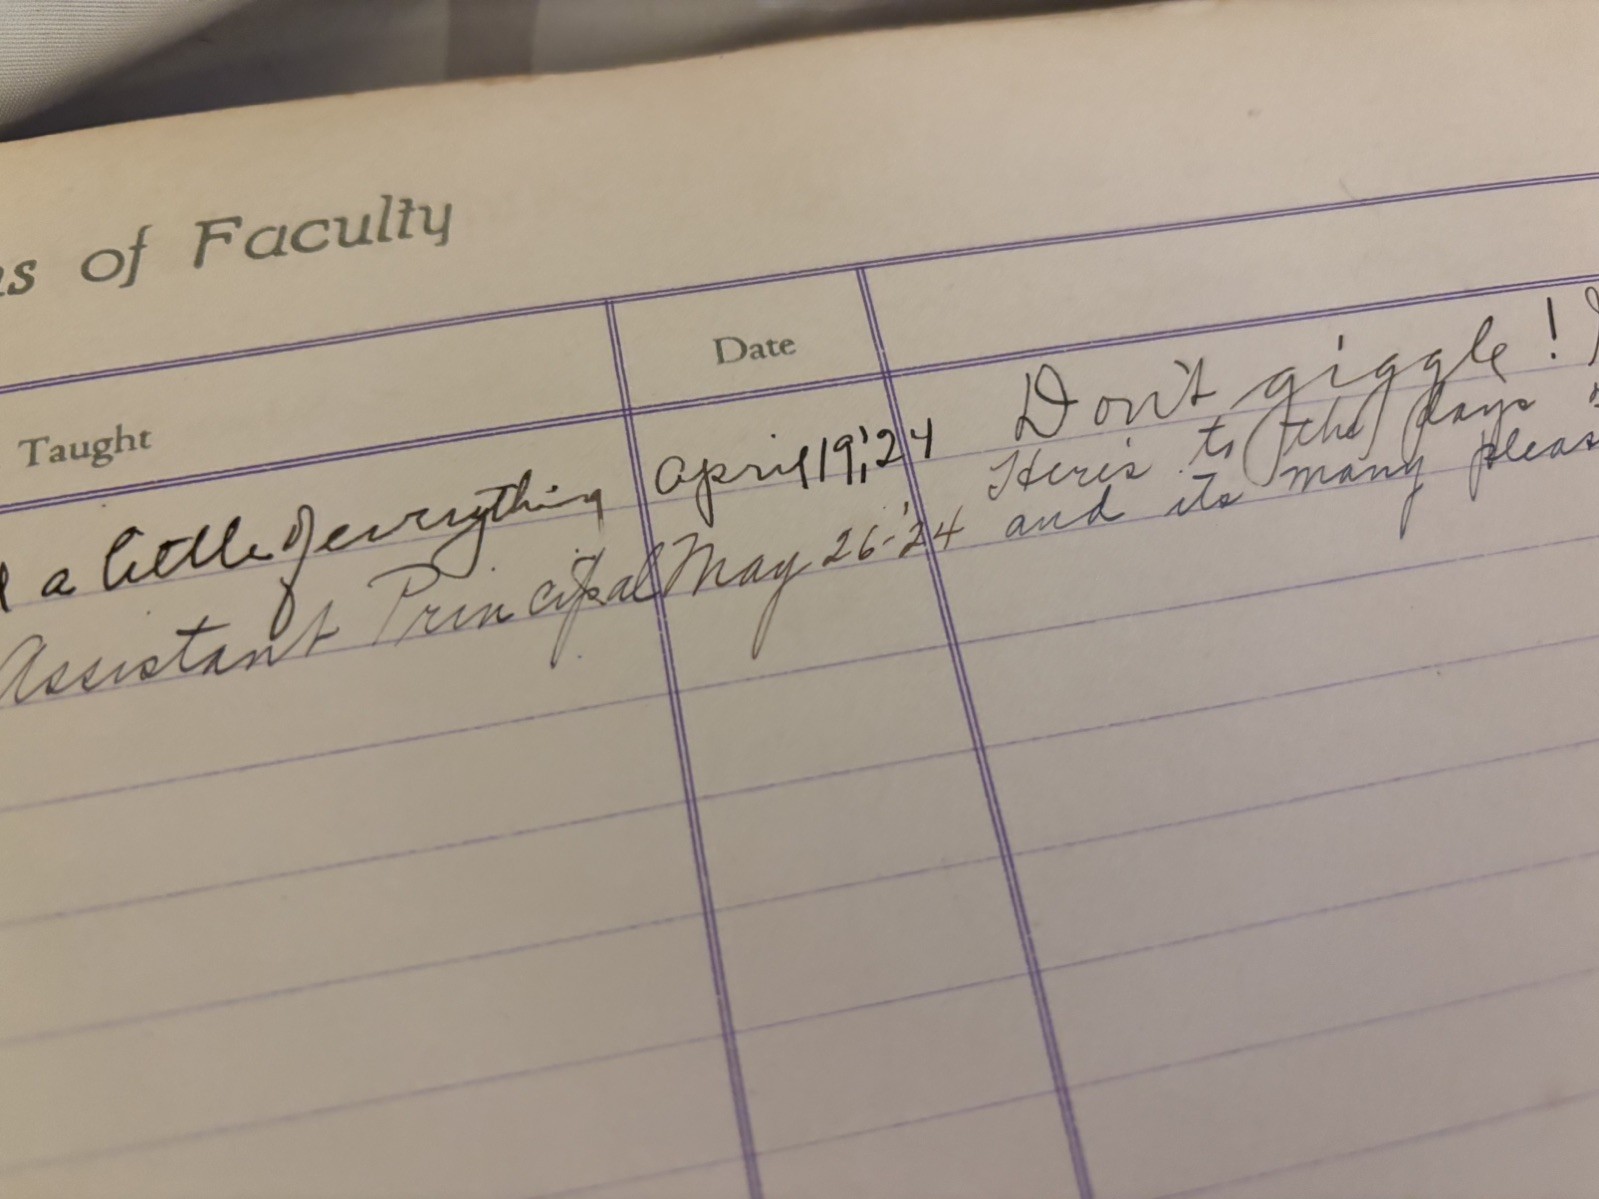 of Faculty
Taught Date
a little of everything April 19, '24 Don't giggle!
Assistant Principal May 26-'24 Here's to the days
and its many pleas